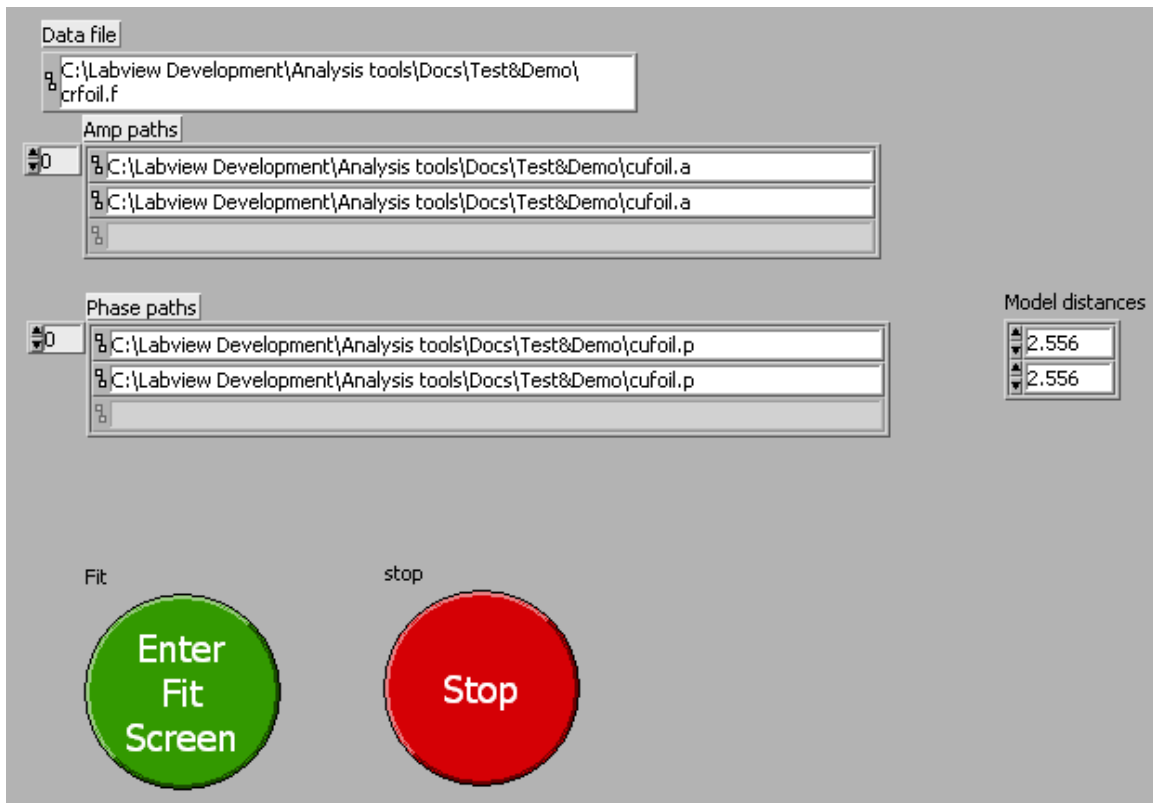 Data file
C:\Labview Development\Analysis tools\Docs\Test&Demo\
crfoil.f
Amp paths
0
C:\Labview Development\Analysis tools\Docs\Test&Demo\cufoil.a
C:\Labview Development\Analysis tools\Docs\Test&Demo\cufoil.a
Phase paths
0
C:\Labview Development\Analysis tools\Docs\Test&Demo\cufoil.p
C:\Labview Development\Analysis tools\Docs\Test&Demo\cufoil.p
Model distances
2.556
2.556
Fit
Enter
Fit
Screen
stop
Stop